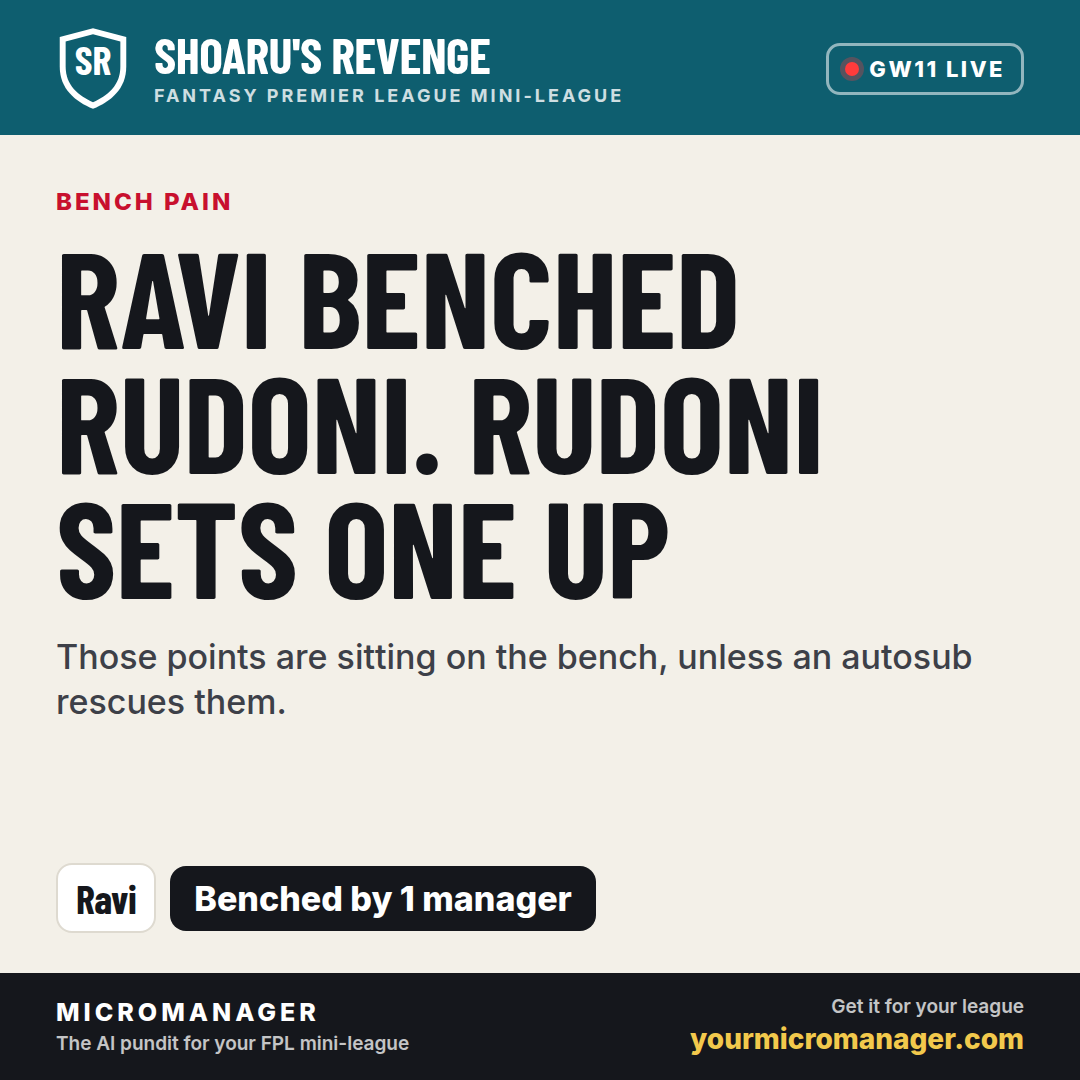 SR
SHOARU'S REVENGE
FANTASY PREMIER LEAGUE MINI-LEAGUE
GW11 LIVE
BENCH PAIN
RAVI BENCHED
RUDONI. RUDONI
SETS ONE UP
Those points are sitting on the bench, unless an autosub
rescues them.
Ravi
Benched by 1 manager
MICROMANAGER
The AI pundit for your FPL mini-league
Get it for your league
yourmicromanager.com